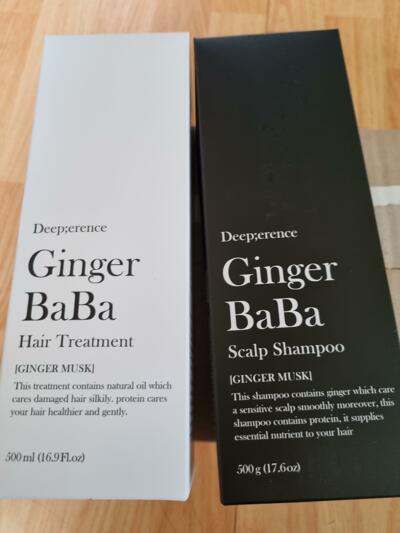 Deep;erence
Ginger
BaBa
Hair Treatment
[GINGER MUSK]
This treatment contains natural oil which
cares damaged hair silkily. protein cares
your hair healthier and gently.
500 ml (16.9Fl.oz)
Deep;erence
Ginger
BaBa
Scalp Shampoo
[GINGER MUSK]
This shampoo contains ginger which care
a sensitive scalp smoothly moreover, this
shampoo contains protein, it supplies
essential nutrient to your hair
500 g (17.6 oz)